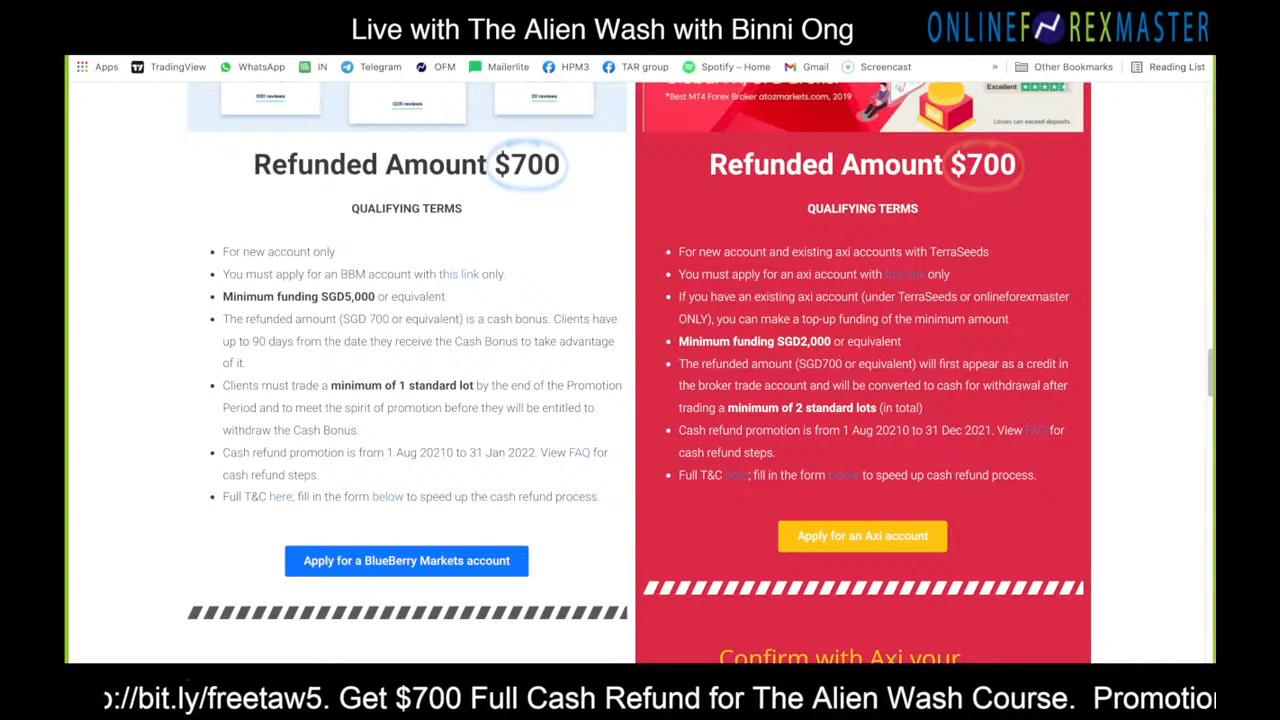 Live with The Alien Wash with Binni Ong
ONLINEFOREXMASTER
Apps TradingView WhatsApp IN Telegram OFM Mailerlite HPM3 TAR group Spotify – Home Gmail Screencast » Other Bookmarks Reading List
1225 reviews
*Best MT4 Forex Broker atozmarkets.com, 2019
Excellent
Losses can exceed deposits.
Refunded Amount $700
QUALIFYING TERMS
For new account only
You must apply for an BBM account with this link only.
Minimum funding SGD5,000 or equivalent
The refunded amount (SGD 700 or equivalent) is a cash bonus. Clients have
up to 90 days from the date they receive the Cash Bonus to take advantage
of it.
Clients must trade a minimum of 1 standard lot by the end of the Promotion
Period and to meet the spirit of promotion before they will be entitled to
withdraw the Cash Bonus.
Cash refund promotion is from 1 Aug 20210 to 31 Jan 2022. View FAQ for
cash refund steps.
Full T&C here; fill in the form below to speed up the cash refund process.
Apply for a BlueBerry Markets account
Refunded Amount $700
QUALIFYING TERMS
For new account and existing axi accounts with TerraSeeds
You must apply for an axi account with this link only
If you have an existing axi account (under TerraSeeds or onlineforexmaster
ONLY), you can make a top-up funding of the minimum amount
Minimum funding SGD2,000 or equivalent
The refunded amount (SGD700 or equivalent) will first appear as a credit in
the broker trade account and will be converted to cash for withdrawal after
trading a minimum of 2 standard lots (in total)
Cash refund promotion is from 1 Aug 20210 to 31 Dec 2021. View FAQ for
cash refund steps.
Full T&C here; fill in the form below to speed up cash refund process.
Apply for an Axi account
Confirm with Axi your
://bit.ly/freetaw5. Get $700 Full Cash Refund for The Alien Wash Course. Promotio